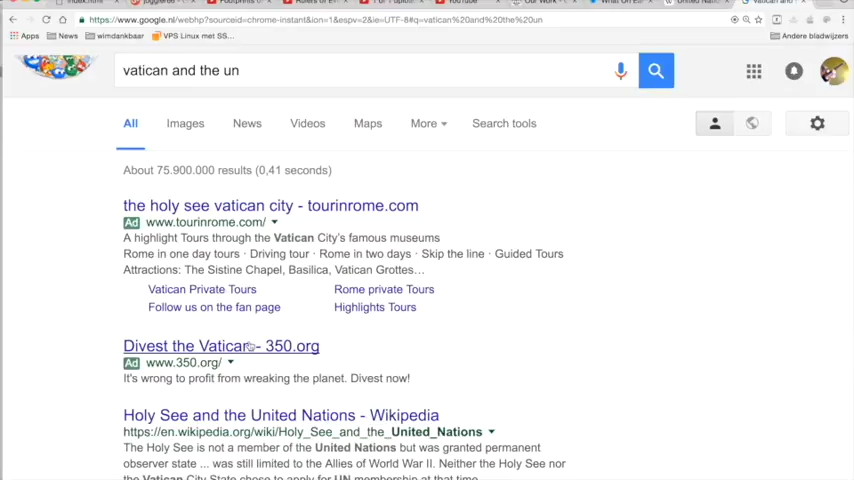 index.html
Our Work -
YouTube
https://www.google.nl/webhp?sourceid=chrome-instant&ion=1&espv=2&ie=UTF-8#q=vatican%20and%20the%20un
Apps News wimdankbaar VPS Linux met SS... Andere bladwijzers
vatican and the un
All Images News Videos Maps More Search tools
About 75.900.000 results (0,41 seconds)
the holy see vatican city - tourinrome.com
Ad www.tourinrome.com/
A highlight Tours through the Vatican City's famous museums
Rome in one day tours · Driving tour · Rome in two days · Skip the line · Guided Tours
Attractions: The Sistine Chapel, Basilica, Vatican Grottes...
Vatican Private Tours Rome private Tours
Follow us on the fan page Highlights Tours
Divest the Vatican - 350.org
Ad www.350.org/
It's wrong to profit from wreaking the planet. Divest now!
Holy See and the United Nations - Wikipedia
https://en.wikipedia.org/wiki/Holy_See_and_the_United_Nations
The Holy See is not a member of the United Nations but was granted permanent
observer state ... was still limited to the Allies of World War II. Neither the Holy See nor
the Vatican City State chose to apply for UN membership at that time.